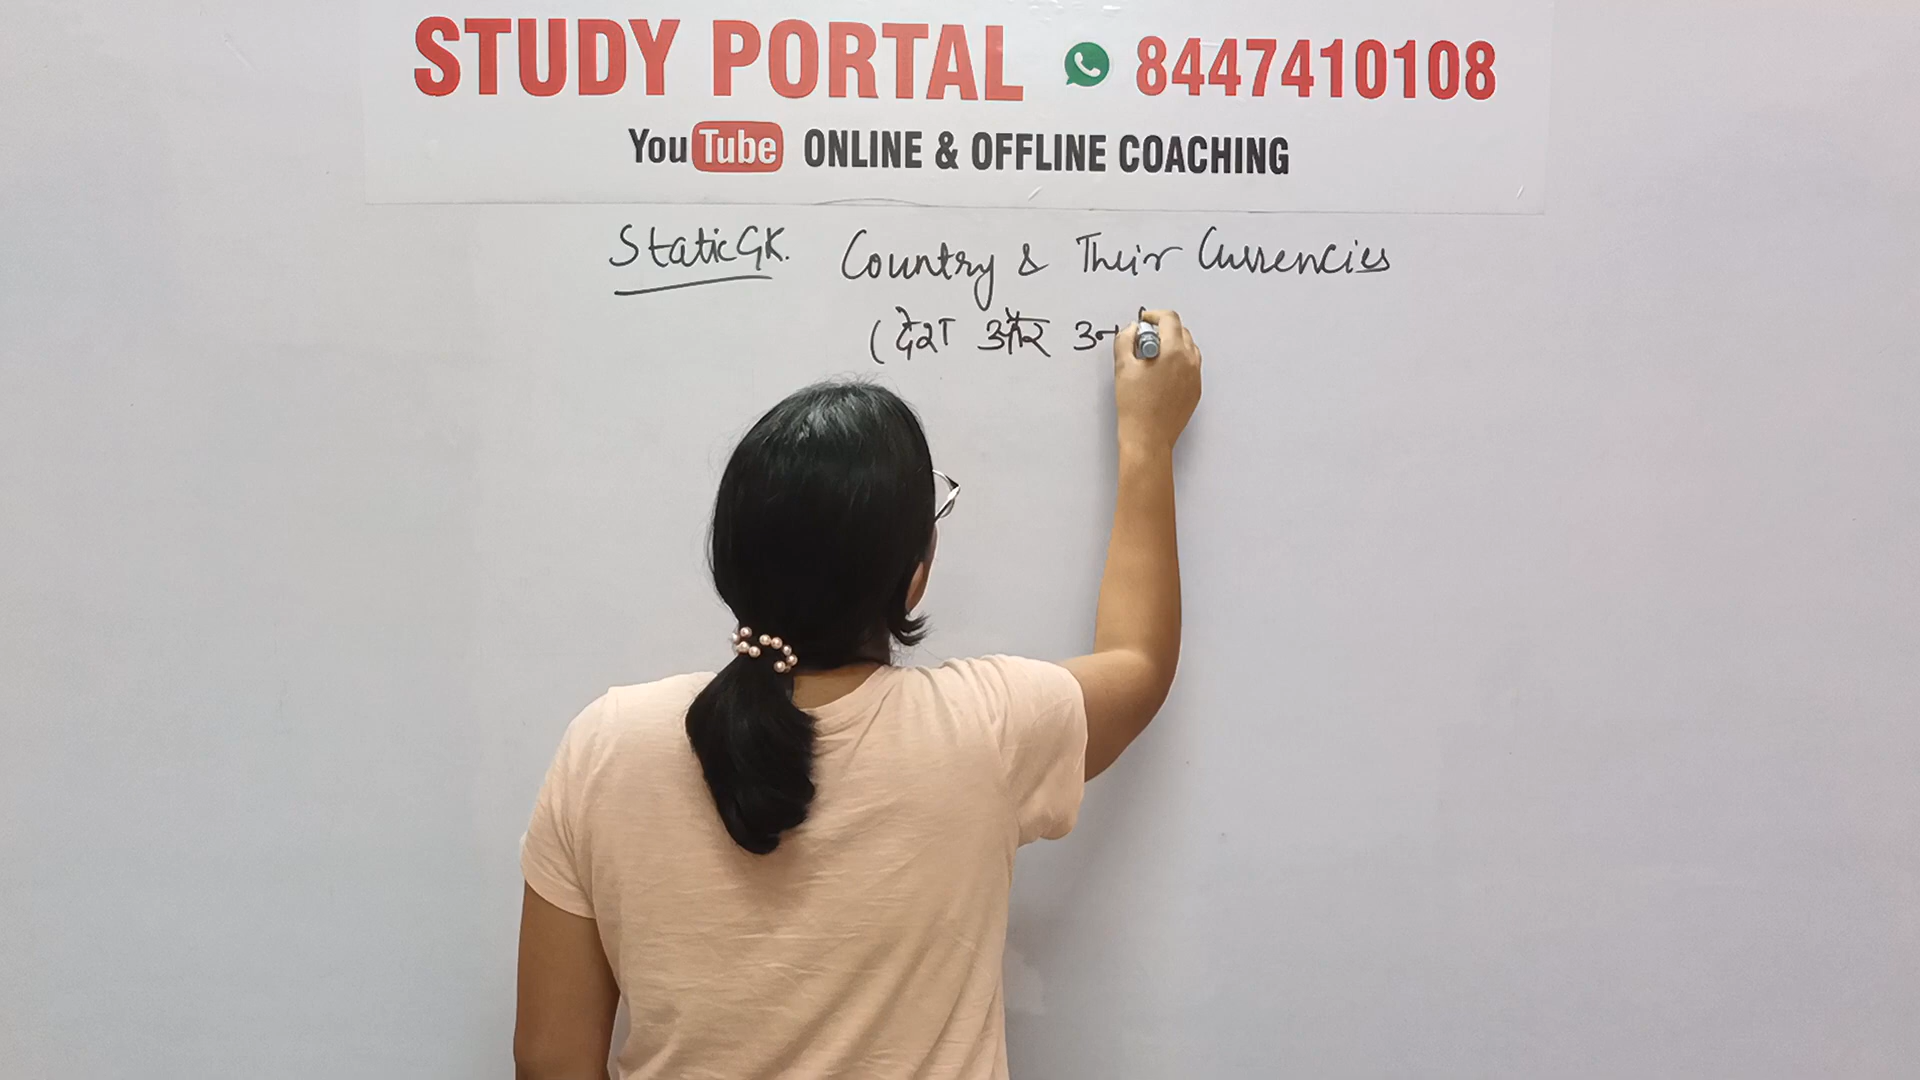 STUDY PORTAL 8447410108
YouTube ONLINE & OFFLINE COACHING
Static GK. Country & Their Currencies
(देश और